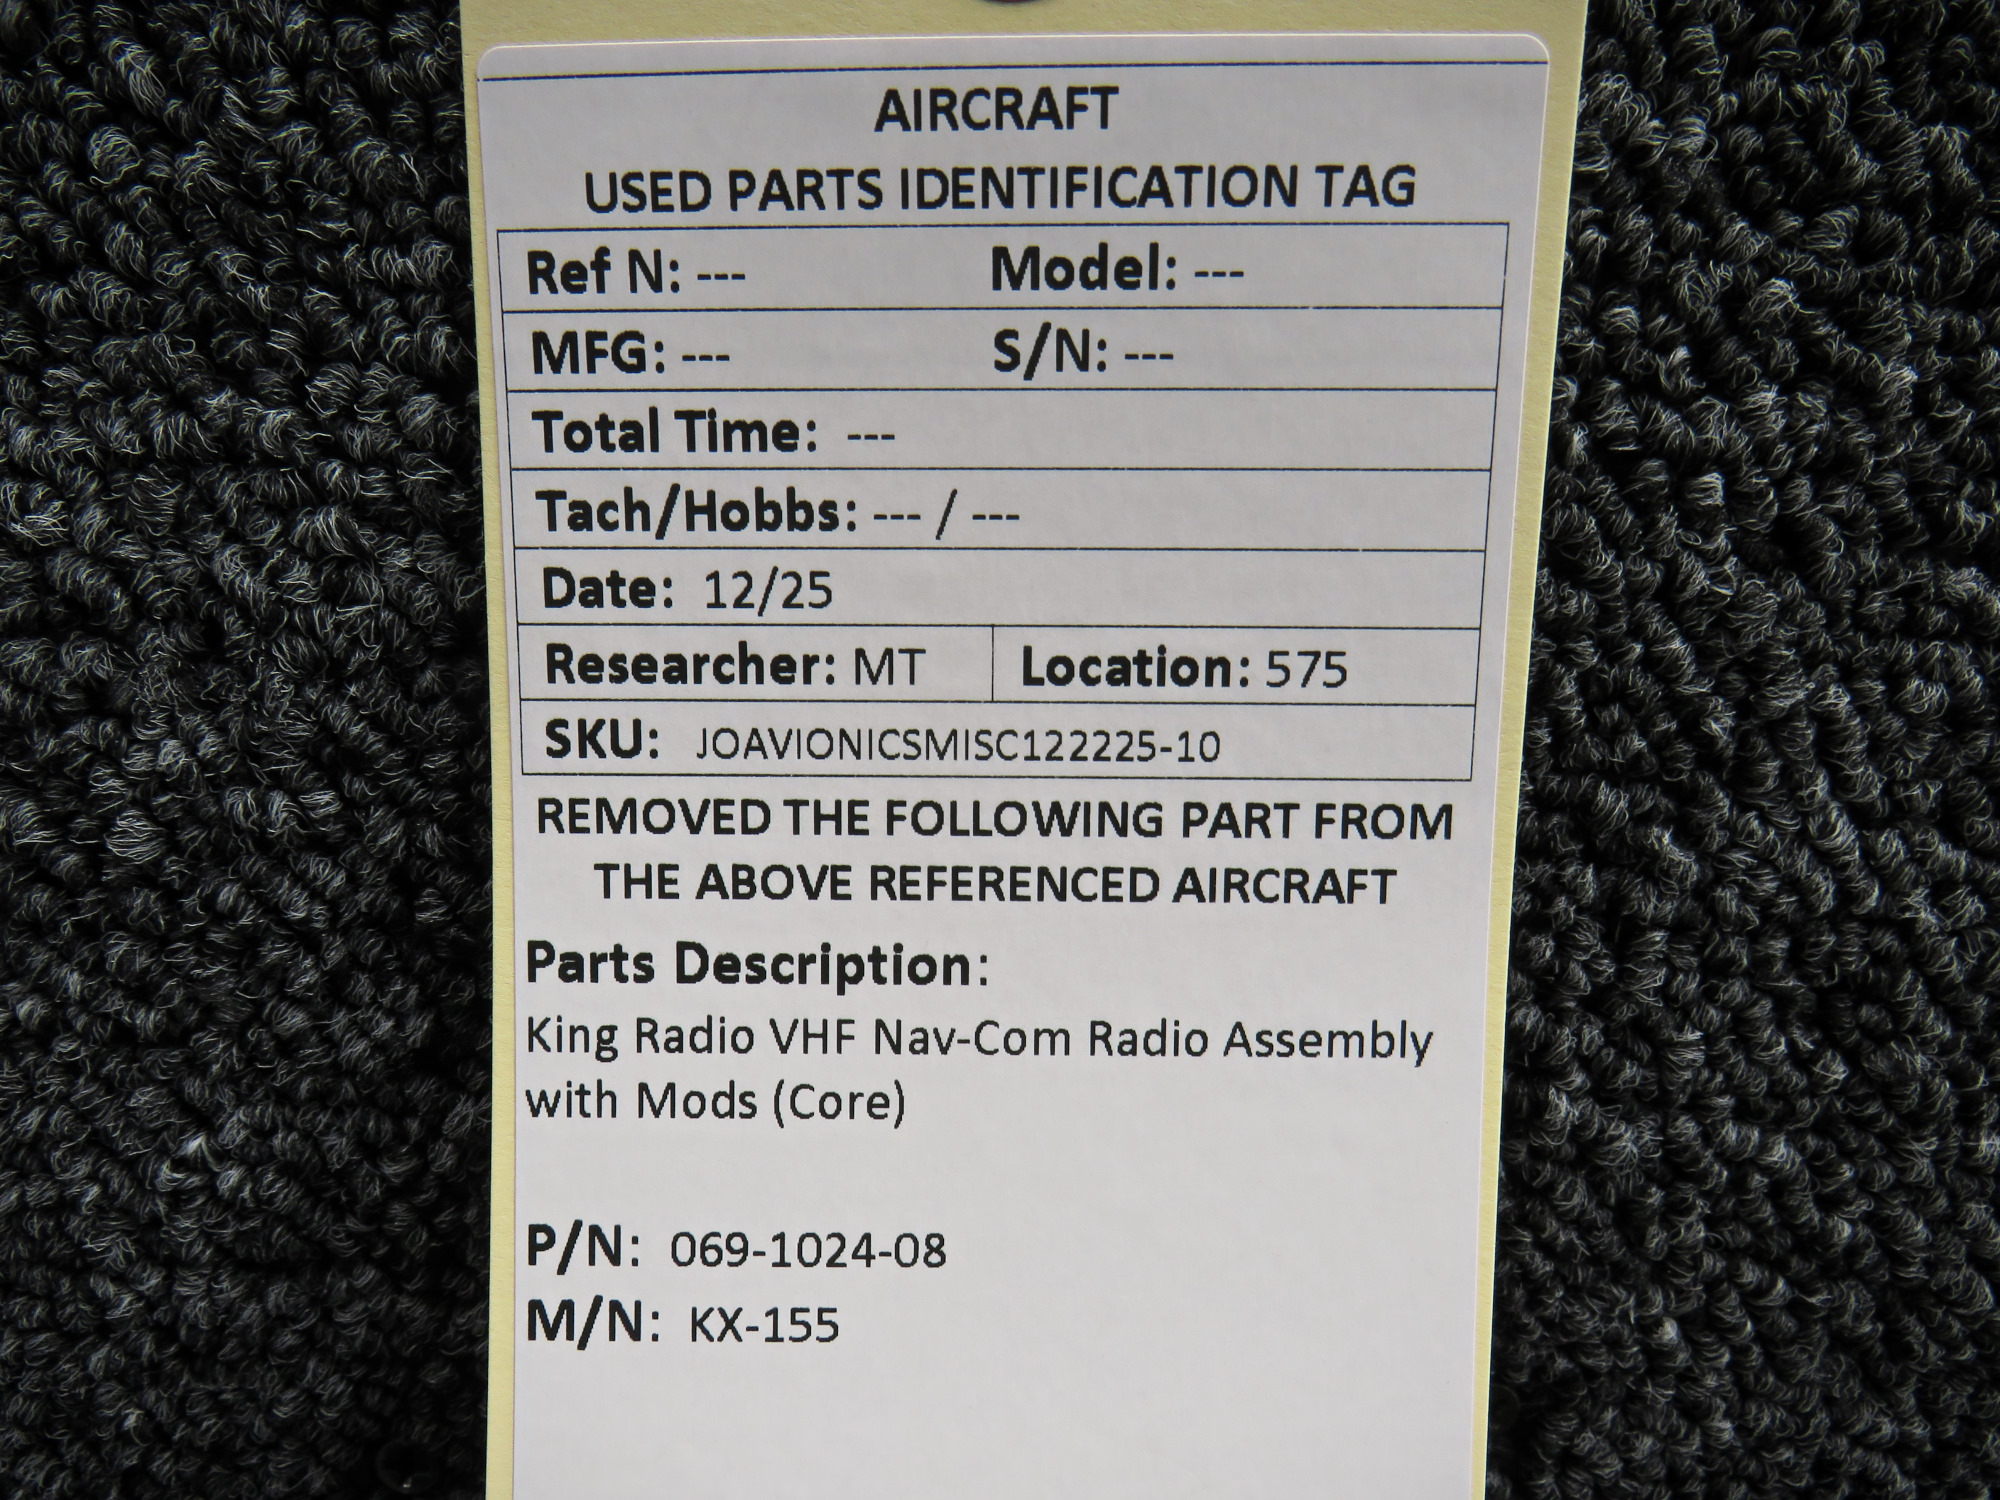 AIRCRAFT
USED PARTS IDENTIFICATION TAG
Ref N: --- Model: ---
MFG: --- S/N: ---
Total Time: ---
Tach/Hobbs: --- / ---
Date: 12/25
Researcher: MT Location: 575
SKU: JOAVIONICSMISC122225-10
REMOVED THE FOLLOWING PART FROM
THE ABOVE REFERENCED AIRCRAFT
Parts Description:
King Radio VHF Nav-Com Radio Assembly
with Mods (Core)
P/N: 069-1024-08
M/N: KX-155